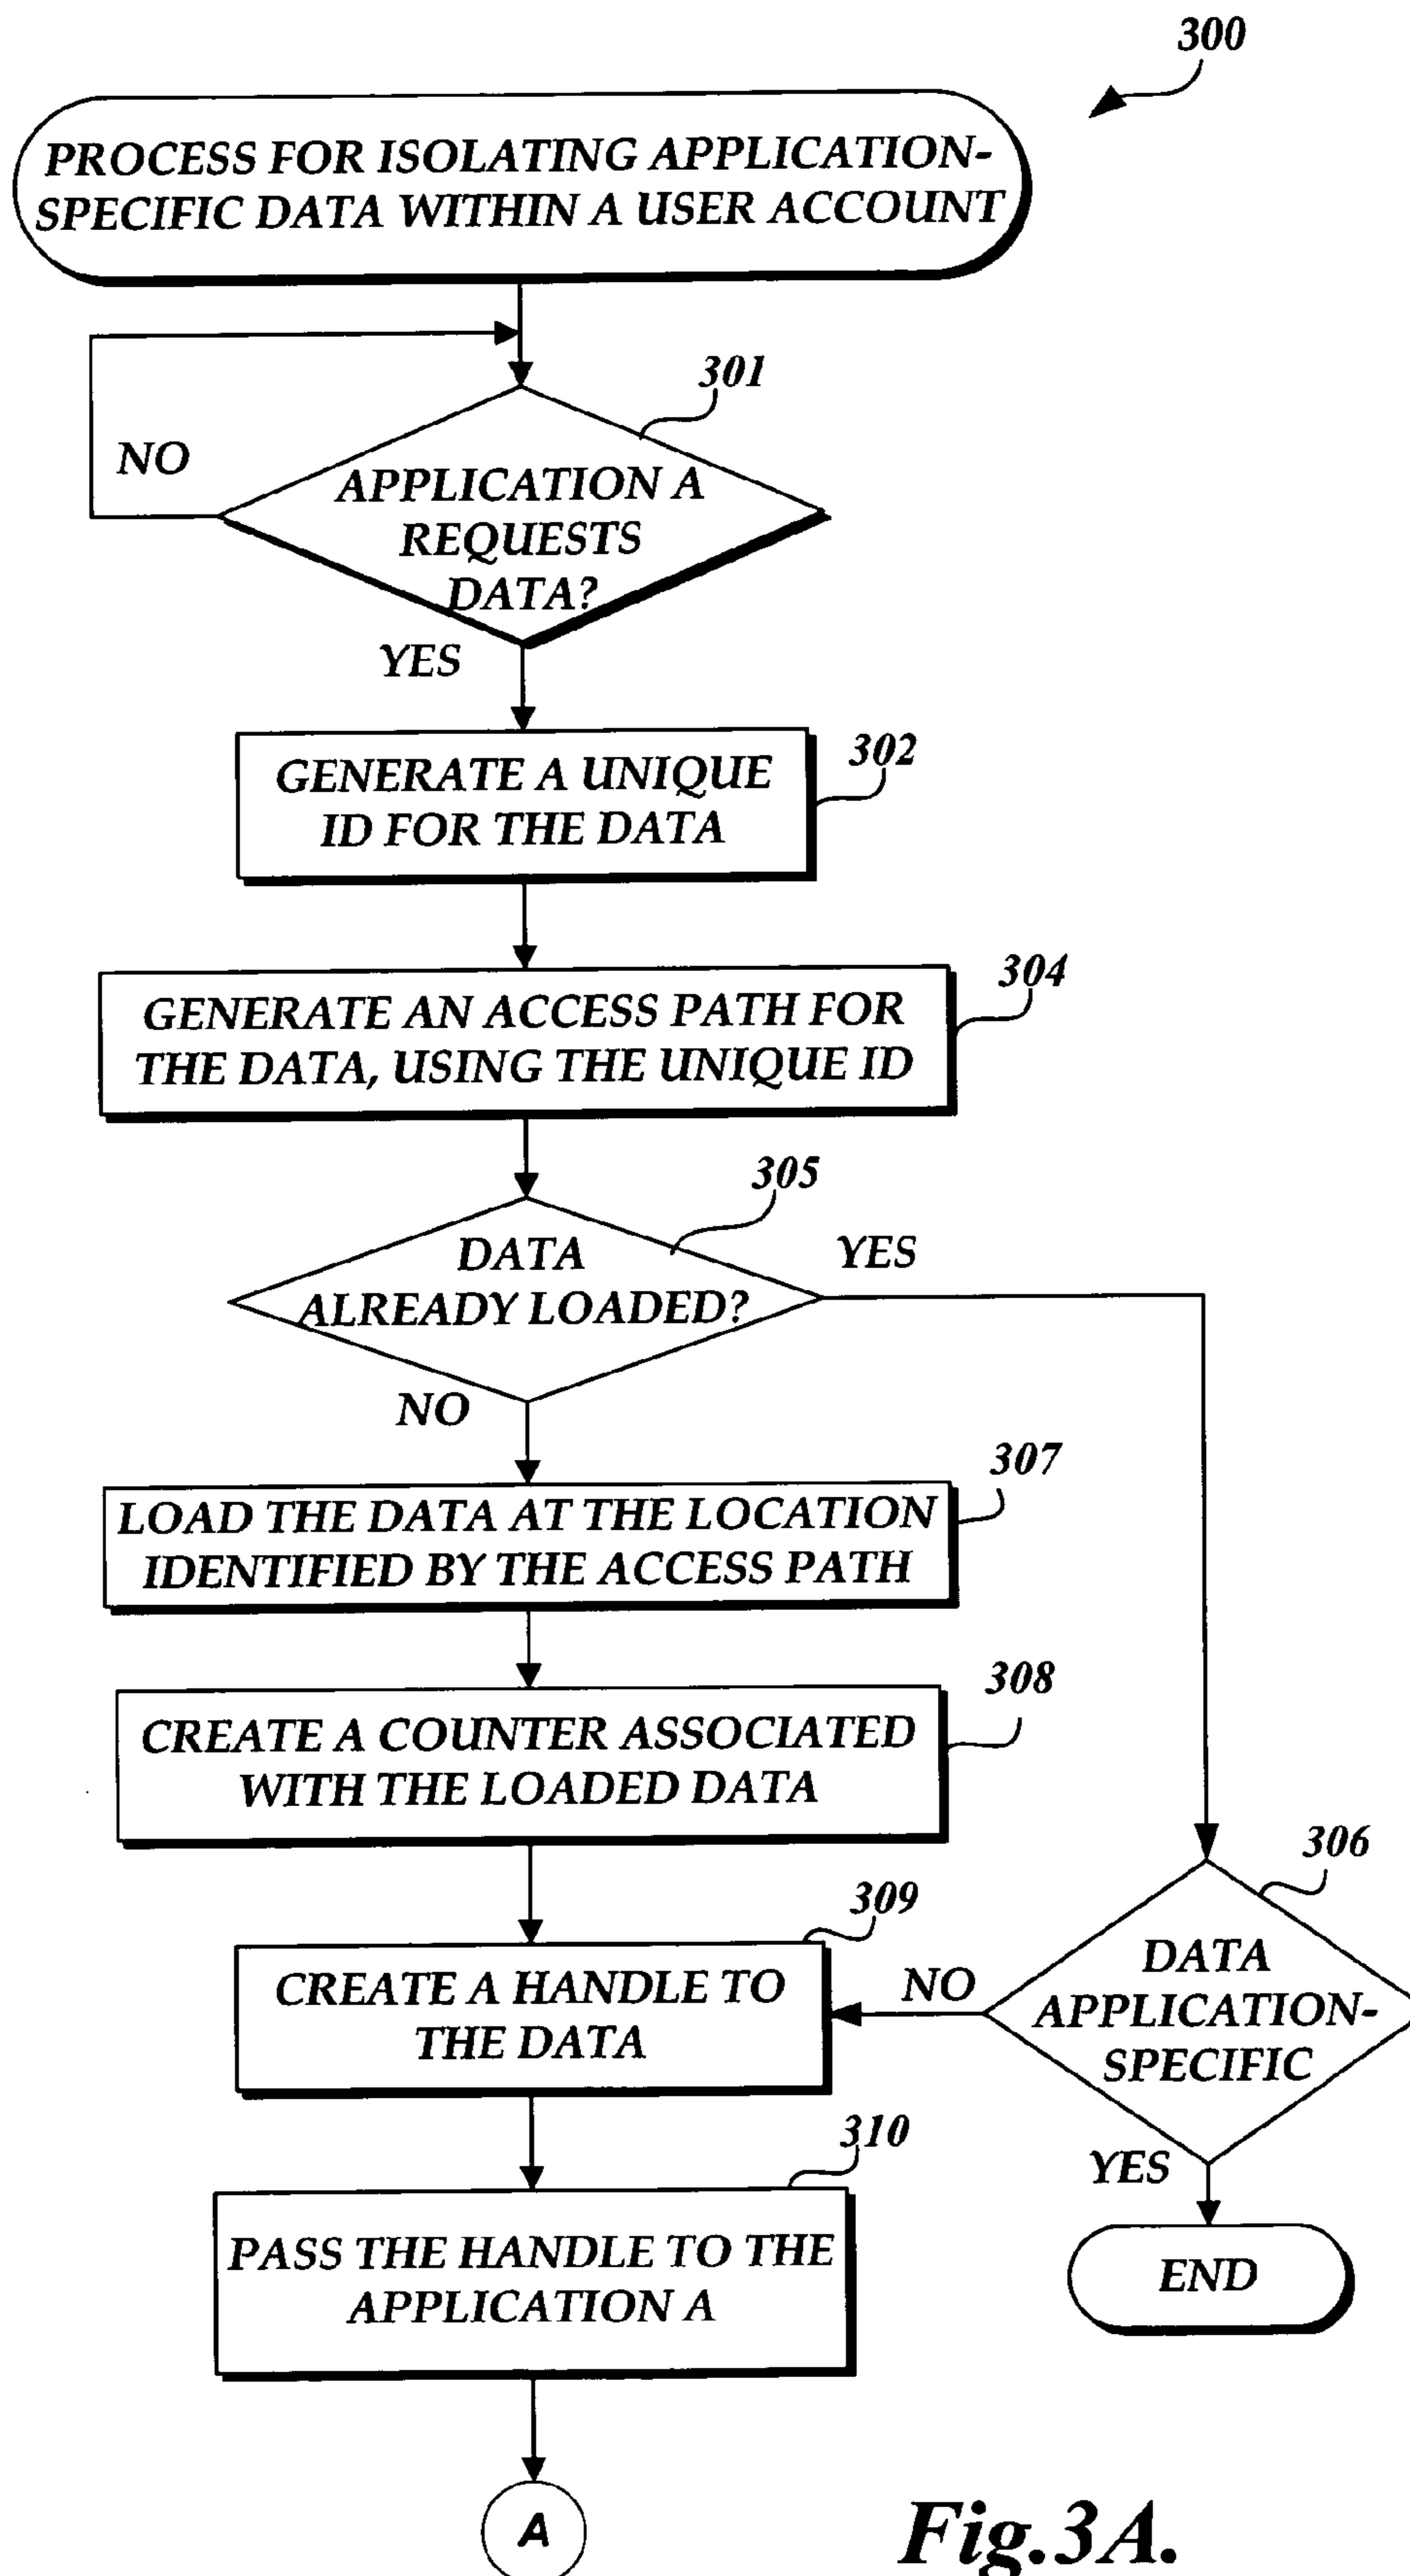 300
PROCESS FOR ISOLATING APPLICATION-
SPECIFIC DATA WITHIN A USER ACCOUNT
301
NO
APPLICATION A
REQUESTS
DATA?
YES
302
GENERATE A UNIQUE
ID FOR THE DATA
304
GENERATE AN ACCESS PATH FOR
THE DATA, USING THE UNIQUE ID
305
DATA
ALREADY LOADED?
YES
NO
307
LOAD THE DATA AT THE LOCATION
IDENTIFIED BY THE ACCESS PATH
308
CREATE A COUNTER ASSOCIATED
WITH THE LOADED DATA
306
309
CREATE A HANDLE TO
THE DATA
NO
DATA
APPLICATION-
SPECIFIC
YES
310
PASS THE HANDLE TO THE
APPLICATION A
END
A
Fig.3A.